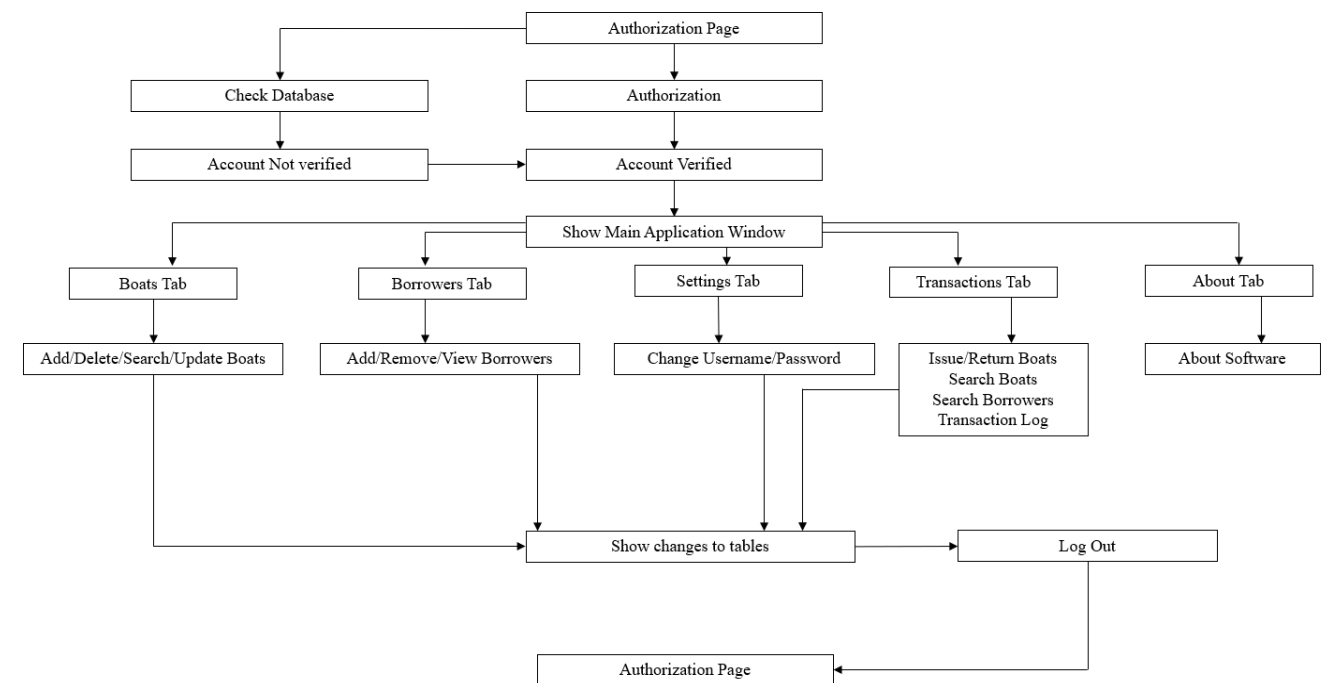 Authorization Page
Check Database
Authorization
Account Not verified
Account Verified
Show Main Application Window
Boats Tab
Borrowers Tab
Settings Tab
Transactions Tab
About Tab
Add/Delete/Search/Update Boats
Add/Remove/View Borrowers
Change Username/Password
Issue/Return Boats
Search Boats
Search Borrowers
Transaction Log
About Software
Show changes to tables
Log Out
Authorization Page